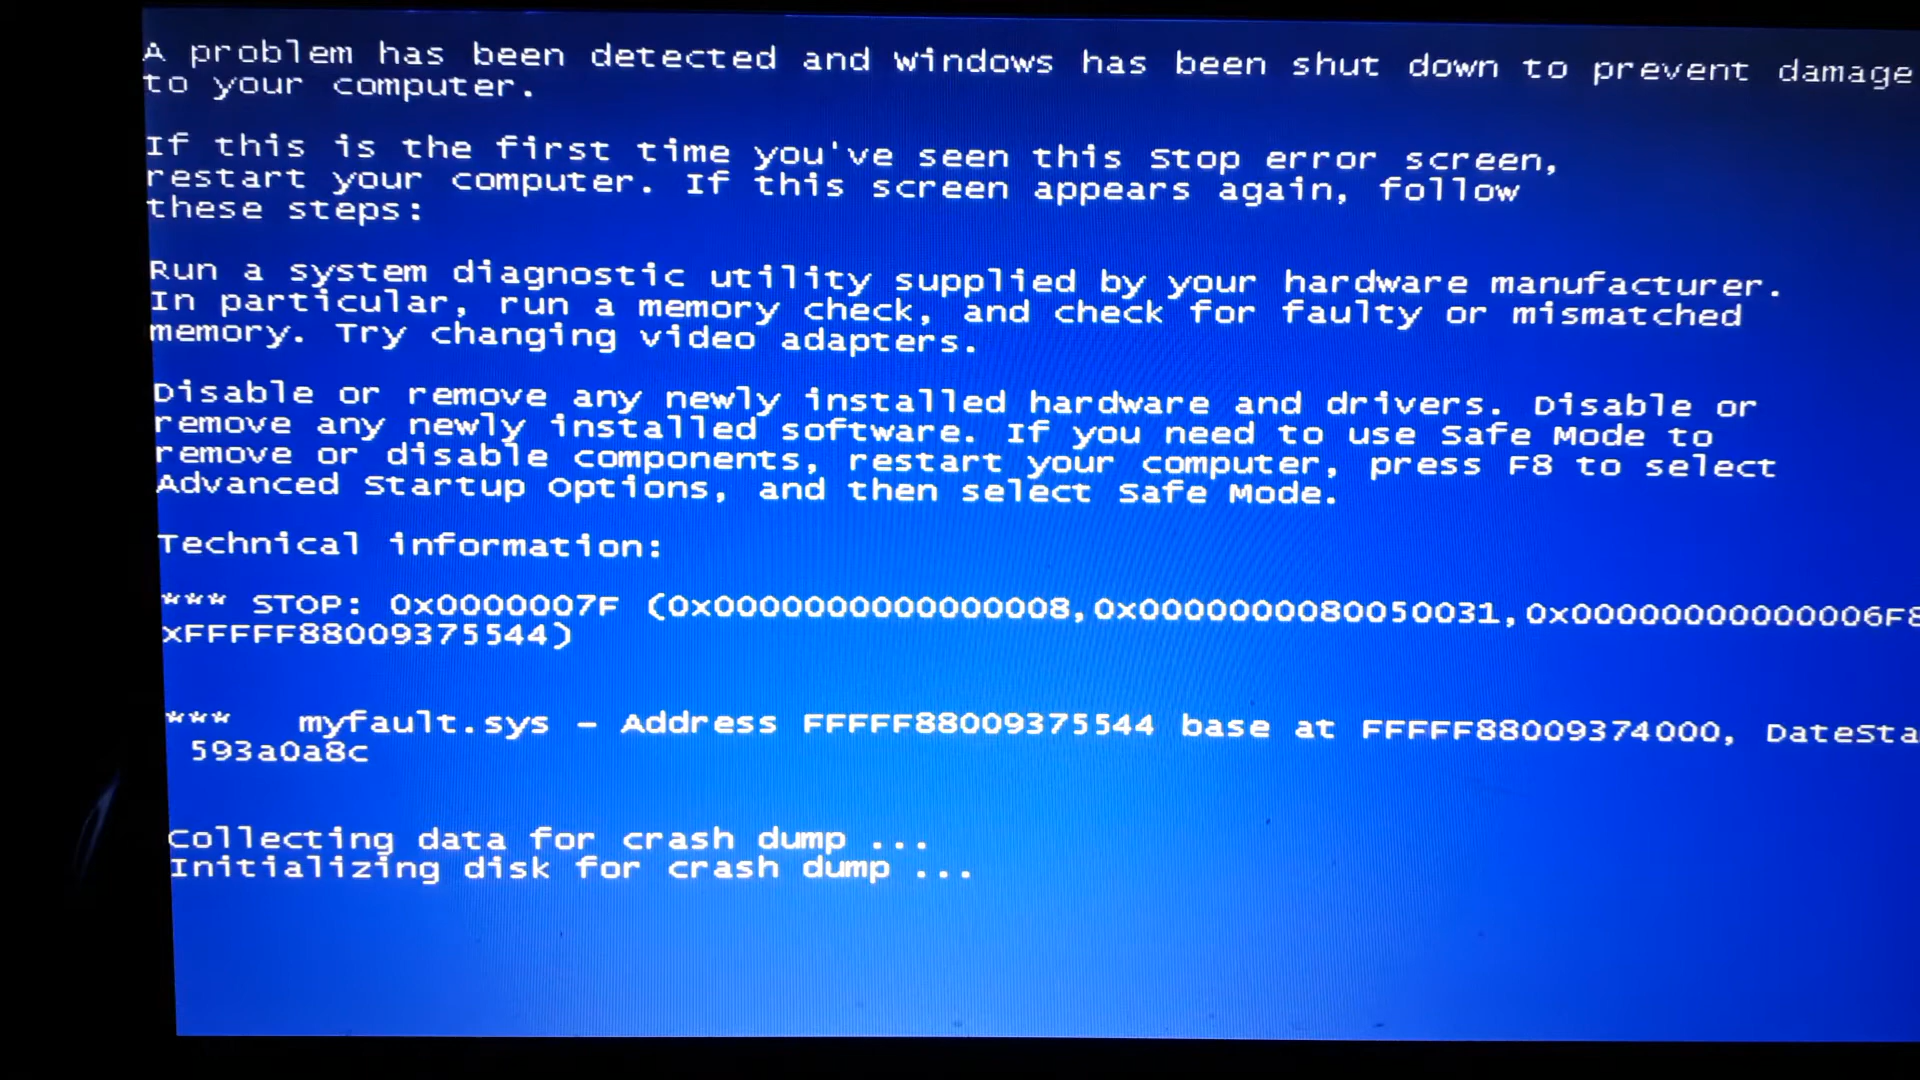 A problem has been detected and windows has been shut down to prevent damage
to your computer.
If this is the first time you've seen this Stop error screen,
restart your computer. If this screen appears again, follow
these steps:
Run a system diagnostic utility supplied by your hardware manufacturer.
In particular, run a memory check, and check for faulty or mismatched
memory. Try changing video adapters.
Disable or remove any newly installed hardware and drivers. Disable or
remove any newly installed software. If you need to use Safe Mode to
remove or disable components, restart your computer, press F8 to select
Advanced Startup Options, and then select Safe Mode.
Technical information:
*** STOP: 0x0000007F (0x0000000000000008,0x0000000080050031,0x00000000000006F8
xFFFFF88009375544)
*** myfault.sys - Address FFFFF88009375544 base at FFFFF88009374000, DateSta
593a0a8c
Collecting data for crash dump ...
Initializing disk for crash dump ...